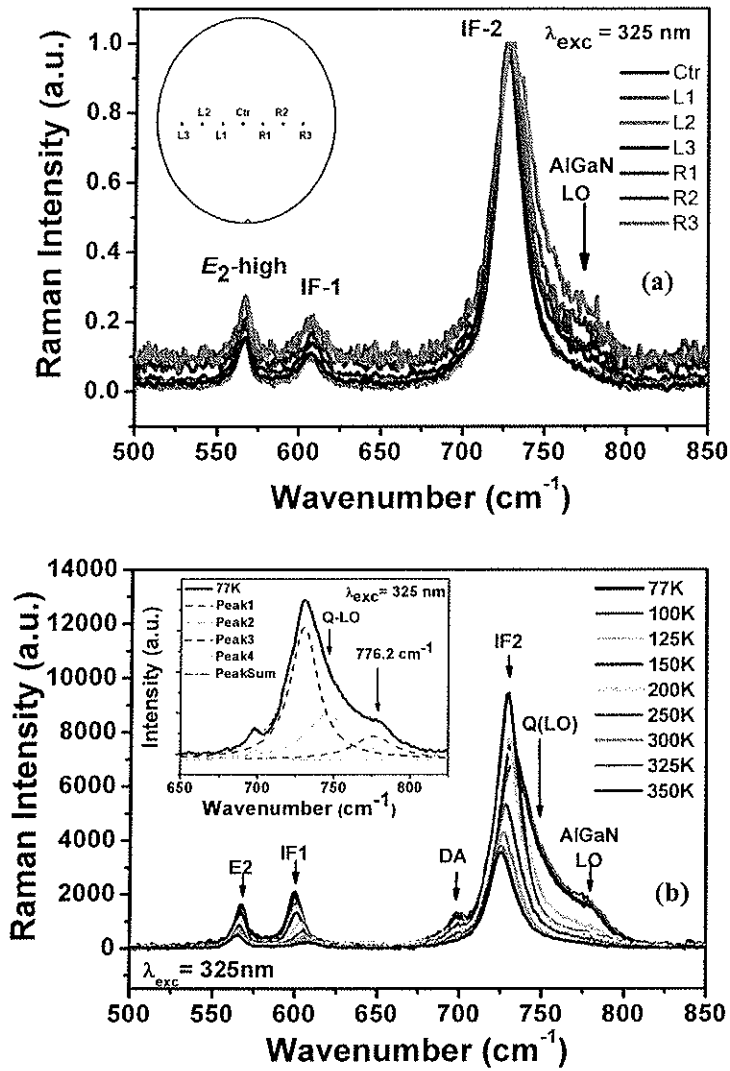 IF-2
λexc = 325 nm
Ctr
L1
L2
L3
R1
R2
R3
L2 Ctr R2
L3 L1 R1 R3
AlGaN
LO
E2-high
IF-1
(a)
Raman Intensity (a.u.)
1.0
0.8
0.6
0.4
0.2
0.0
500 550 600 650 700 750 800 850
Wavenumber (cm-1)
Raman Intensity (a.u.)
14000
12000
10000
8000
6000
4000
2000
0
77K
Peak1
Peak2
Peak3
Peak4
PeakSum
λexc= 325 nm
Q-LO
776.2 cm-1
Intensity (a.u.)
650 700 750 800
Wavenumber (cm-1)
77K
100K
125K
150K
200K
250K
300K
325K
350K
IF2
Q(LO)
AlGaN
LO
E2
IF1
DA
(b)
λexc= 325nm
500 550 600 650 700 750 800 850
Wavenumber (cm-1)